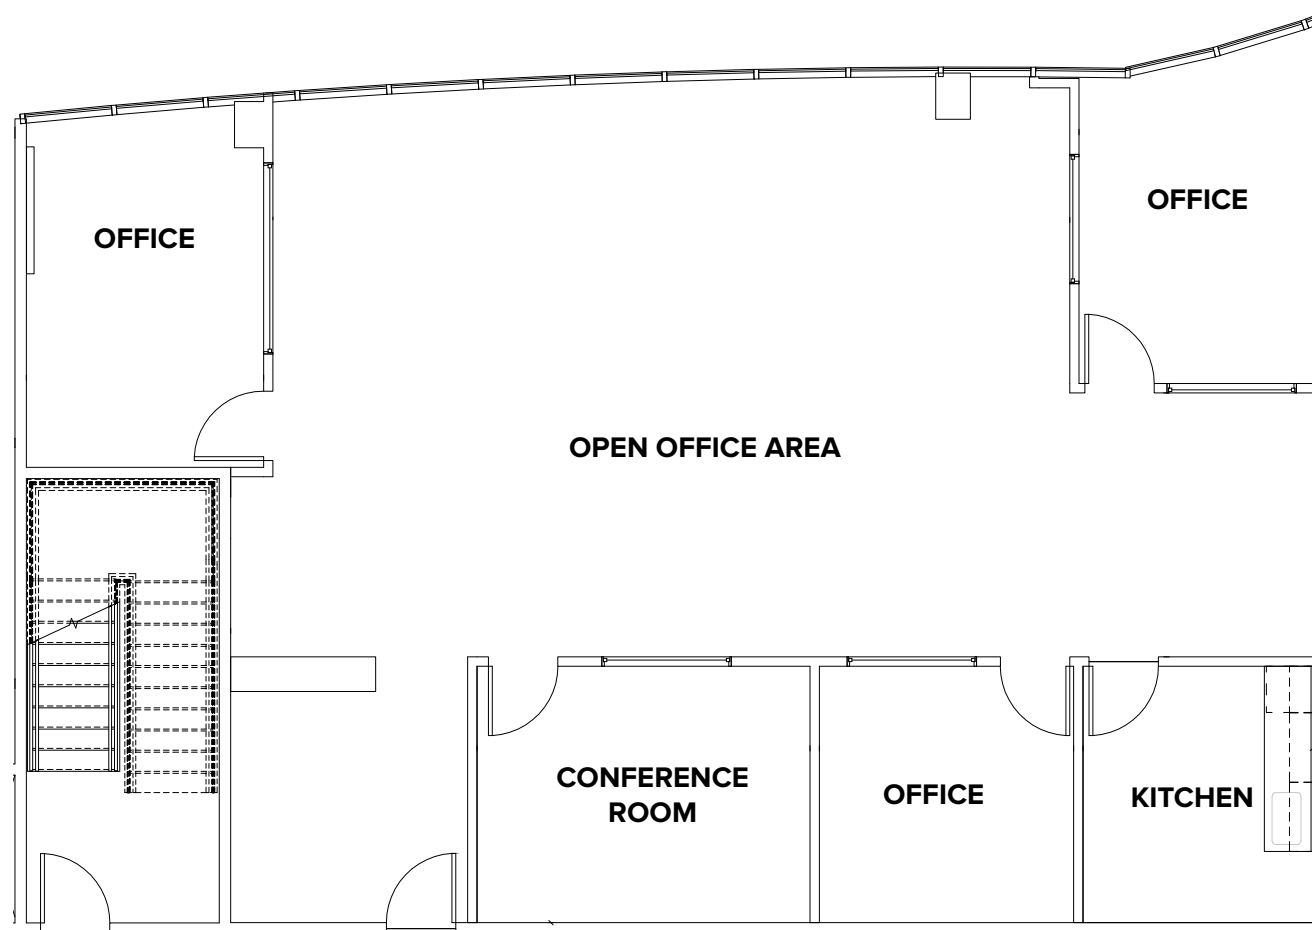 OFFICE
OFFICE
OPEN OFFICE AREA
CONFERENCE
ROOM
OFFICE
KITCHEN